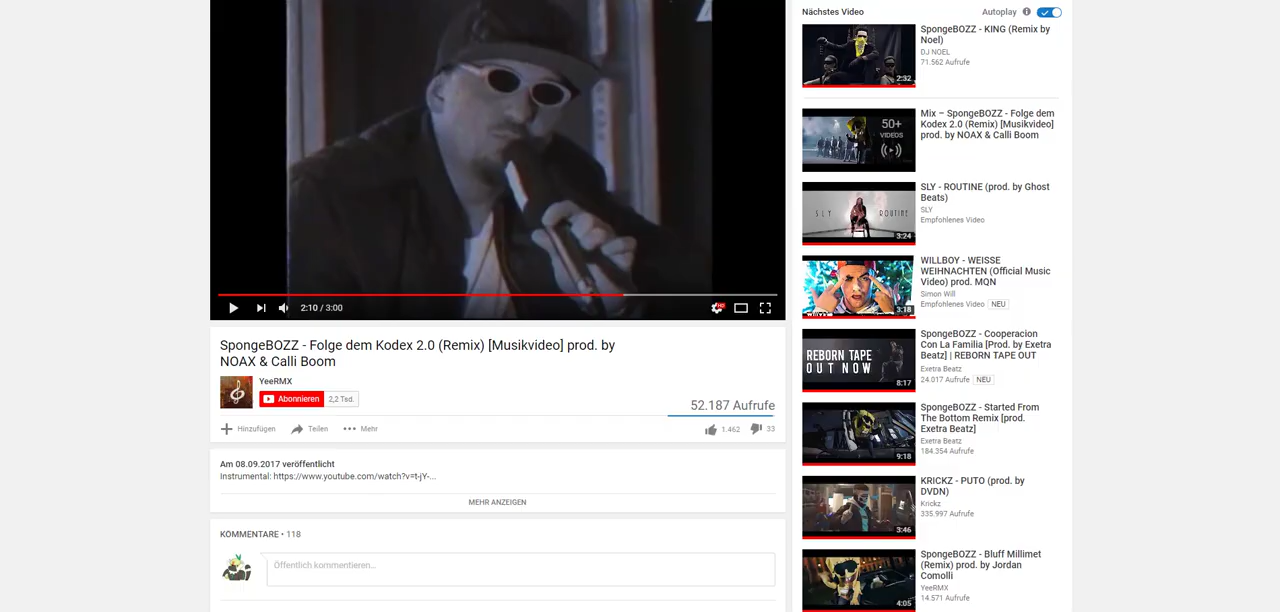 2:10 / 3:00
HD
SpongeBOZZ - Folge dem Kodex 2.0 (Remix) [Musikvideo] prod. by
NOAX & Calli Boom
YeeRMX
Abonnieren 2,2 Tsd.
52.187 Aufrufe
Hinzufügen Teilen Mehr 1.462 33
Am 08.09.2017 veröffentlicht
Instrumental: https://www.youtube.com/watch?v=t-jY-...
MEHR ANZEIGEN
KOMMENTARE • 118
Öffentlich kommentieren...
Nächstes Video Autoplay
2:32
SpongeBOZZ - KING (Remix by
Noel)
DJ NOEL
71.562 Aufrufe
50+
VIDEOS
Mix – SpongeBOZZ - Folge dem
Kodex 2.0 (Remix) [Musikvideo]
prod. by NOAX & Calli Boom
SLY ROUTINE
3:24
SLY - ROUTINE (prod. by Ghost
Beats)
SLY
Empfohlenes Video
3:18
WILLBOY - WEISSE
WEIHNACHTEN (Official Music
Video) prod. MQN
Simon Will
Empfohlenes Video NEU
REBORN TAPE
OUT NOW
8:17
SpongeBOZZ - Cooperacion
Con La Familia [Prod. by Exetra
Beatz] | REBORN TAPE OUT
Exetra Beatz
24.017 Aufrufe NEU
9:18
SpongeBOZZ - Started From
The Bottom Remix [prod.
Exetra Beatz]
Exetra Beatz
184.354 Aufrufe
3:46
KRICKZ - PUTO (prod. by
DVDN)
Krickz
335.997 Aufrufe
4:05
SpongeBOZZ - Bluff Millimet
(Remix) prod. by Jordan
Comolli
YeeRMX
14.571 Aufrufe